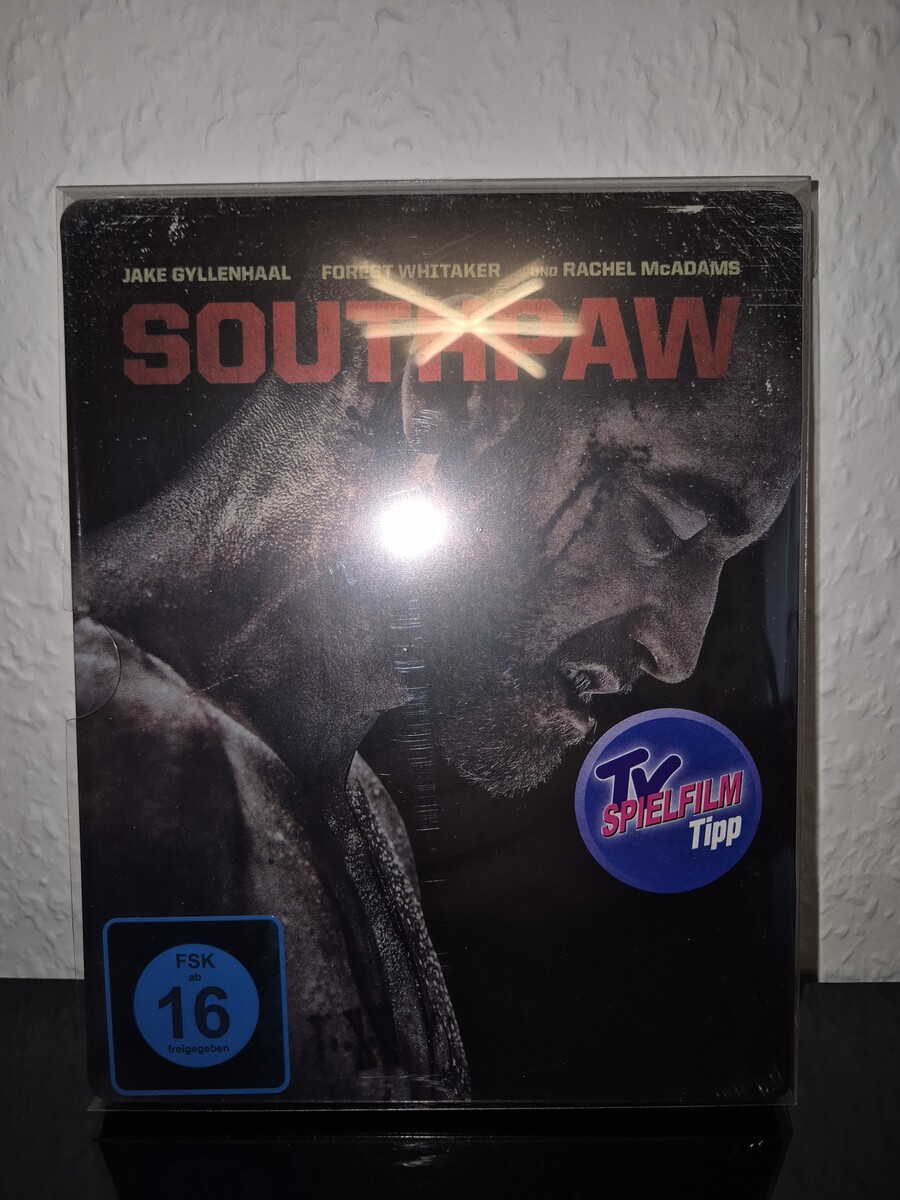 JAKE GYLLENHAAL FOREST WHITAKER UND RACHEL McADAMS
SOUTHPAW
TV
SPIELFILM
Tipp
FSK
ab
16
freigegeben